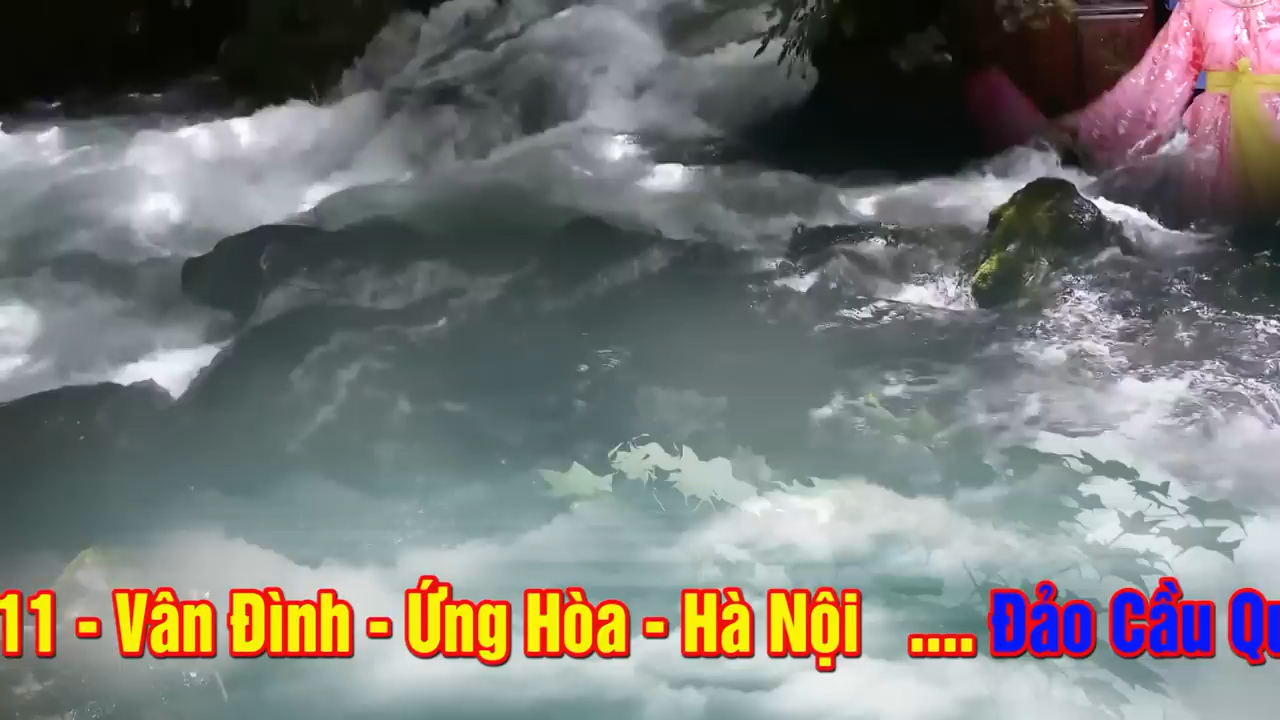 11 - Vân Đình - Ứng Hòa - Hà Nội .... Đảo Cầu